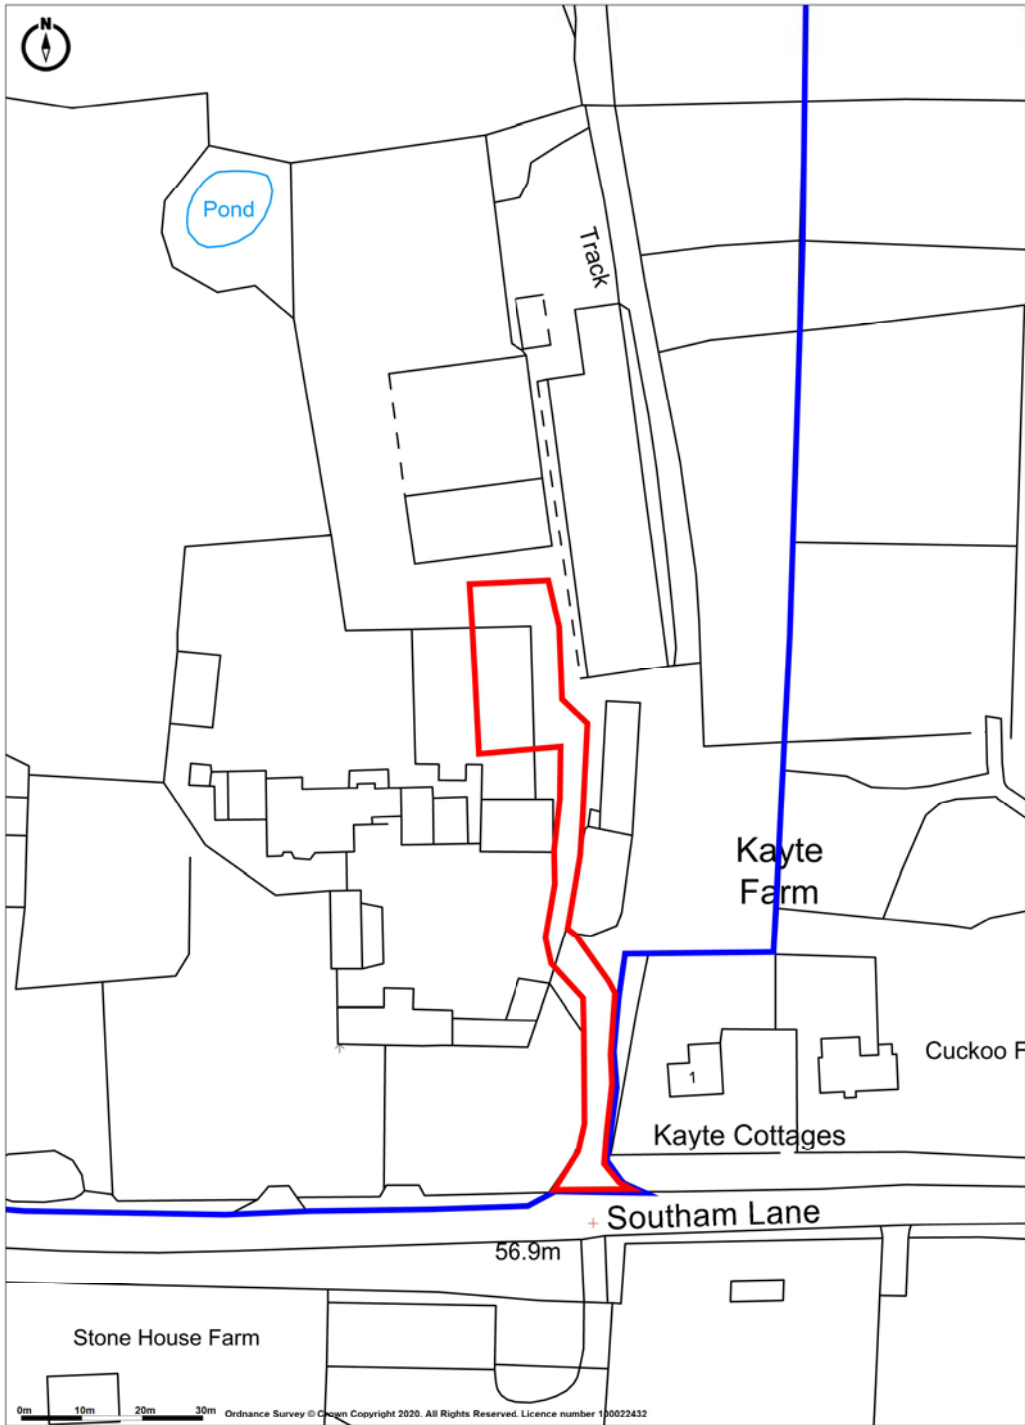 N
Pond
Track
Kayte
Farm
Cuckoo F
1
Kayte Cottages
Southam Lane
56.9m
Stone House Farm
0m 10m 20m 30m
Ordnance Survey © Crown Copyright 2020. All Rights Reserved. Licence number 100022432